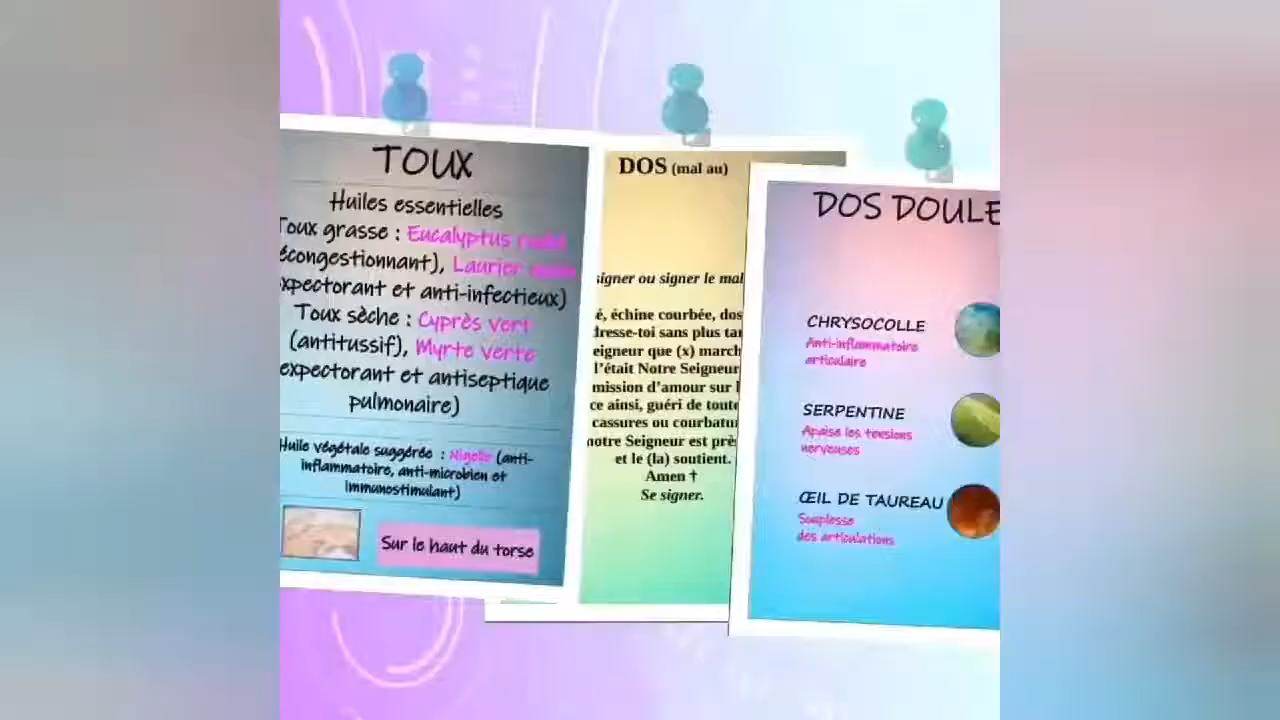 TOUX
Huiles essentielles
Toux grasse : Eucalyptus
écongestionnant), Laurier
xpectorant et anti-infectieux)
Toux sèche : Cyprès vert
(antitussif), Myrte verte
expectorant et antiseptique
pulmonaire)
Huile végétale suggérée : Nigelle (anti-
inflammatoire, anti-microbien et
immunostimulant)
Sur le haut du torse
DOS (mal au)
signer ou signer le mal
é, échine courbée, dos
dresse-toi sans plus tar
eigneur que (x) march
l'était Notre Seigneur
mission d'amour sur l
ce ainsi, guéri de toute
cassures ou courbatu
notre Seigneur est prè
et le (la) soutient.
Amen †
Se signer.
DOS DOULE
CHRYSOCOLLE
Anti-inflammatoire
articulaire
SERPENTINE
Apaise les tensions
nerveuses
ŒIL DE TAUREAU
Souplesse
des articulations